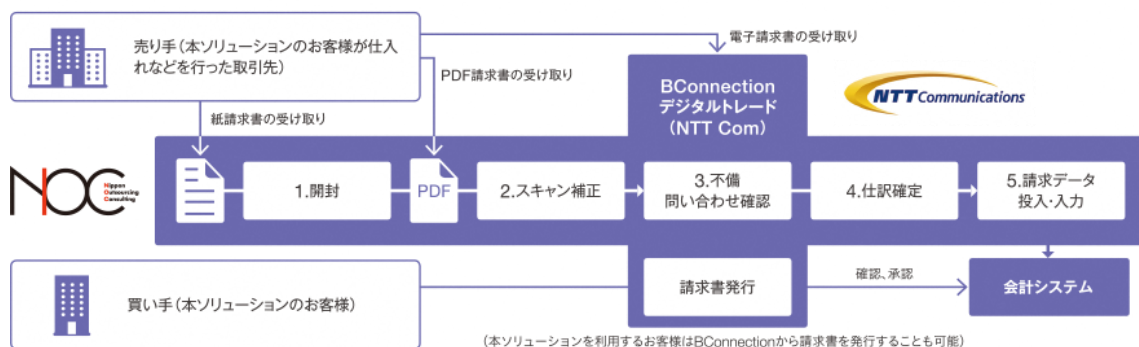 売り手（本ソリューションのお客様が仕入
れなどを行った取引先）
電子請求書の受け取り
PDF請求書の受け取り
紙請求書の受け取り
BConnection
デジタルトレード
（NTT Com）
NTT Communications
NOC
Nippon
Outsourcing
Consulting
1.開封
PDF
2.スキャン補正
3.不備
問い合わせ確認
4.仕訳確定
5.請求データ
投入・入力
買い手（本ソリューションのお客様）
請求書発行
確認、承認
会計システム
（本ソリューションを利用するお客様はBConnectionから請求書を発行することも可能）